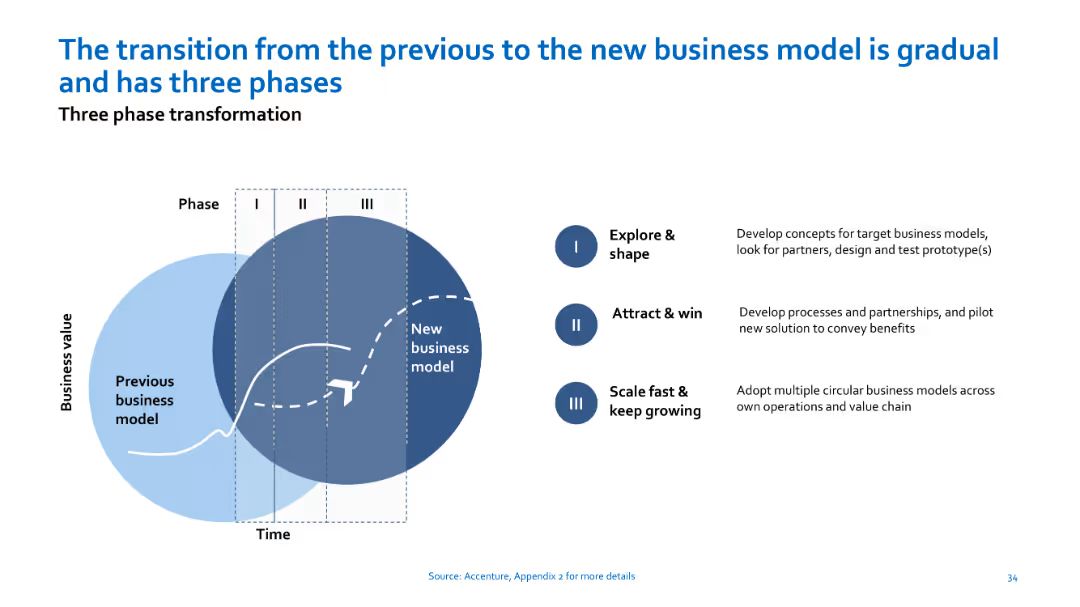 The transition from the previous to the new business model is gradual
and has three phases
Three phase transformation
Phase
I
II
III
Business value
Previous
business
model
New
business
model
Time
I
Explore &
shape
Develop concepts for target business models,
look for partners, design and test prototype(s)
II
Attract & win
Develop processes and partnerships, and pilot
new solution to convey benefits
III
Scale fast &
keep growing
Adopt multiple circular business models across
own operations and value chain
Source: Accenture, Appendix 2 for more details
34